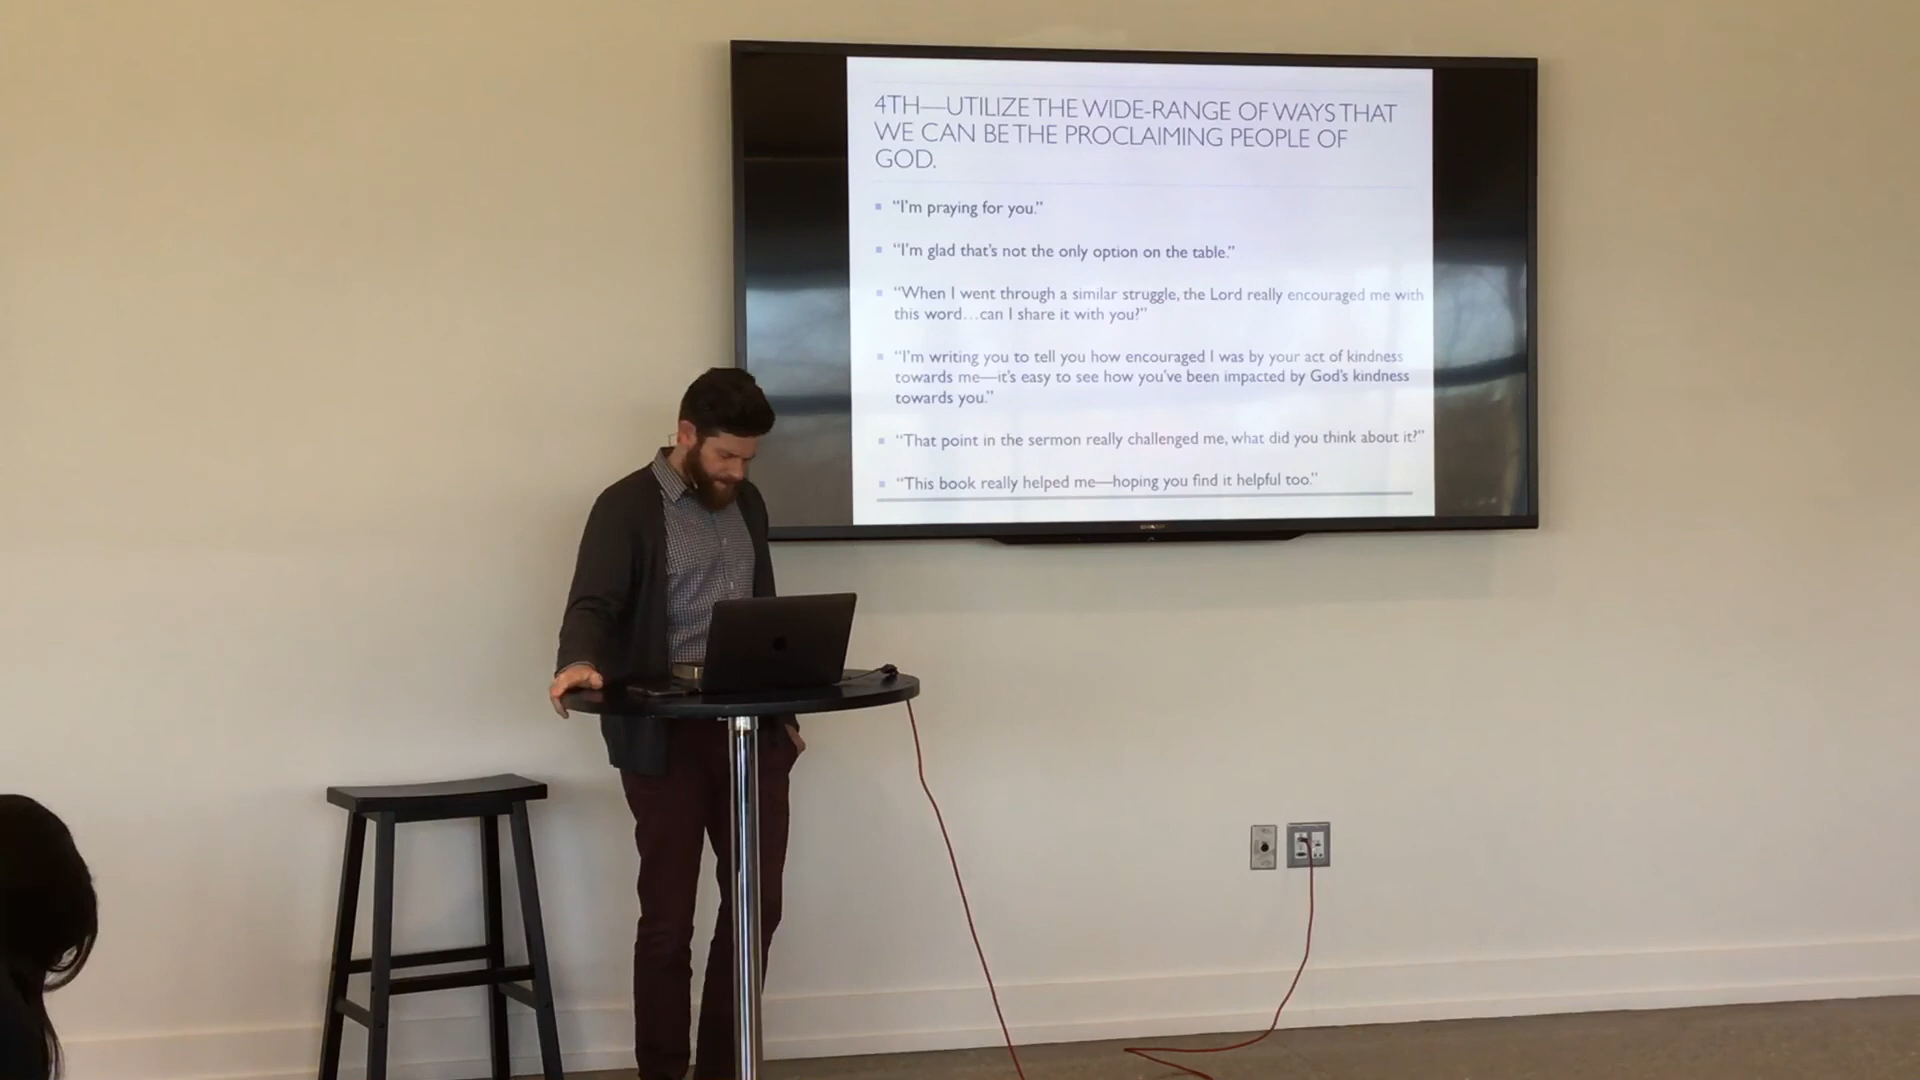 4TH—UTILIZE THE WIDE-RANGE OF WAYS THAT
WE CAN BE THE PROCLAIMING PEOPLE OF
GOD.
“I’m praying for you.”
“I’m glad that’s not the only option on the table.”
“When I went through a similar struggle, the Lord really encouraged me with
this word…can I share it with you?”
“I’m writing you to tell you how encouraged I was by your act of kindness
towards me—it’s easy to see how you’ve been impacted by God’s kindness
towards you.”
“That point in the sermon really challenged me, what did you think about it?”
“This book really helped me—hoping you find it helpful too.”